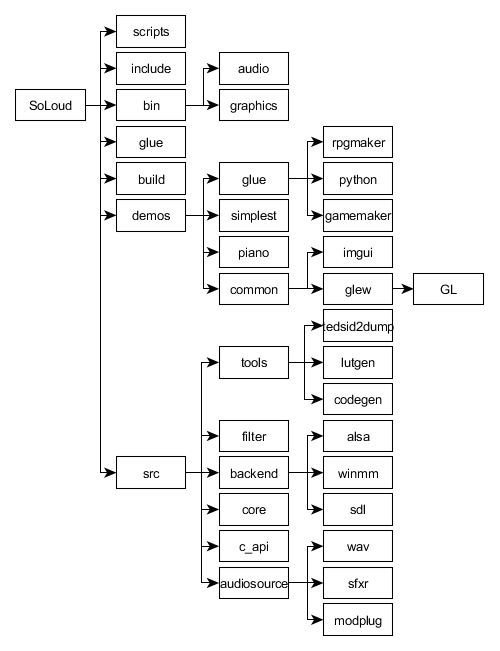 scripts
include
audio
SoLoud
bin
graphics
glue
rpgmaker
build
glue
python
demos
simplest
gamemaker
piano
imgui
common
glew
GL
tedsid2dump
tools
lutgen
codegen
filter
alsa
src
backend
winmm
core
sdl
c_api
wav
audiosource
sfxr
modplug